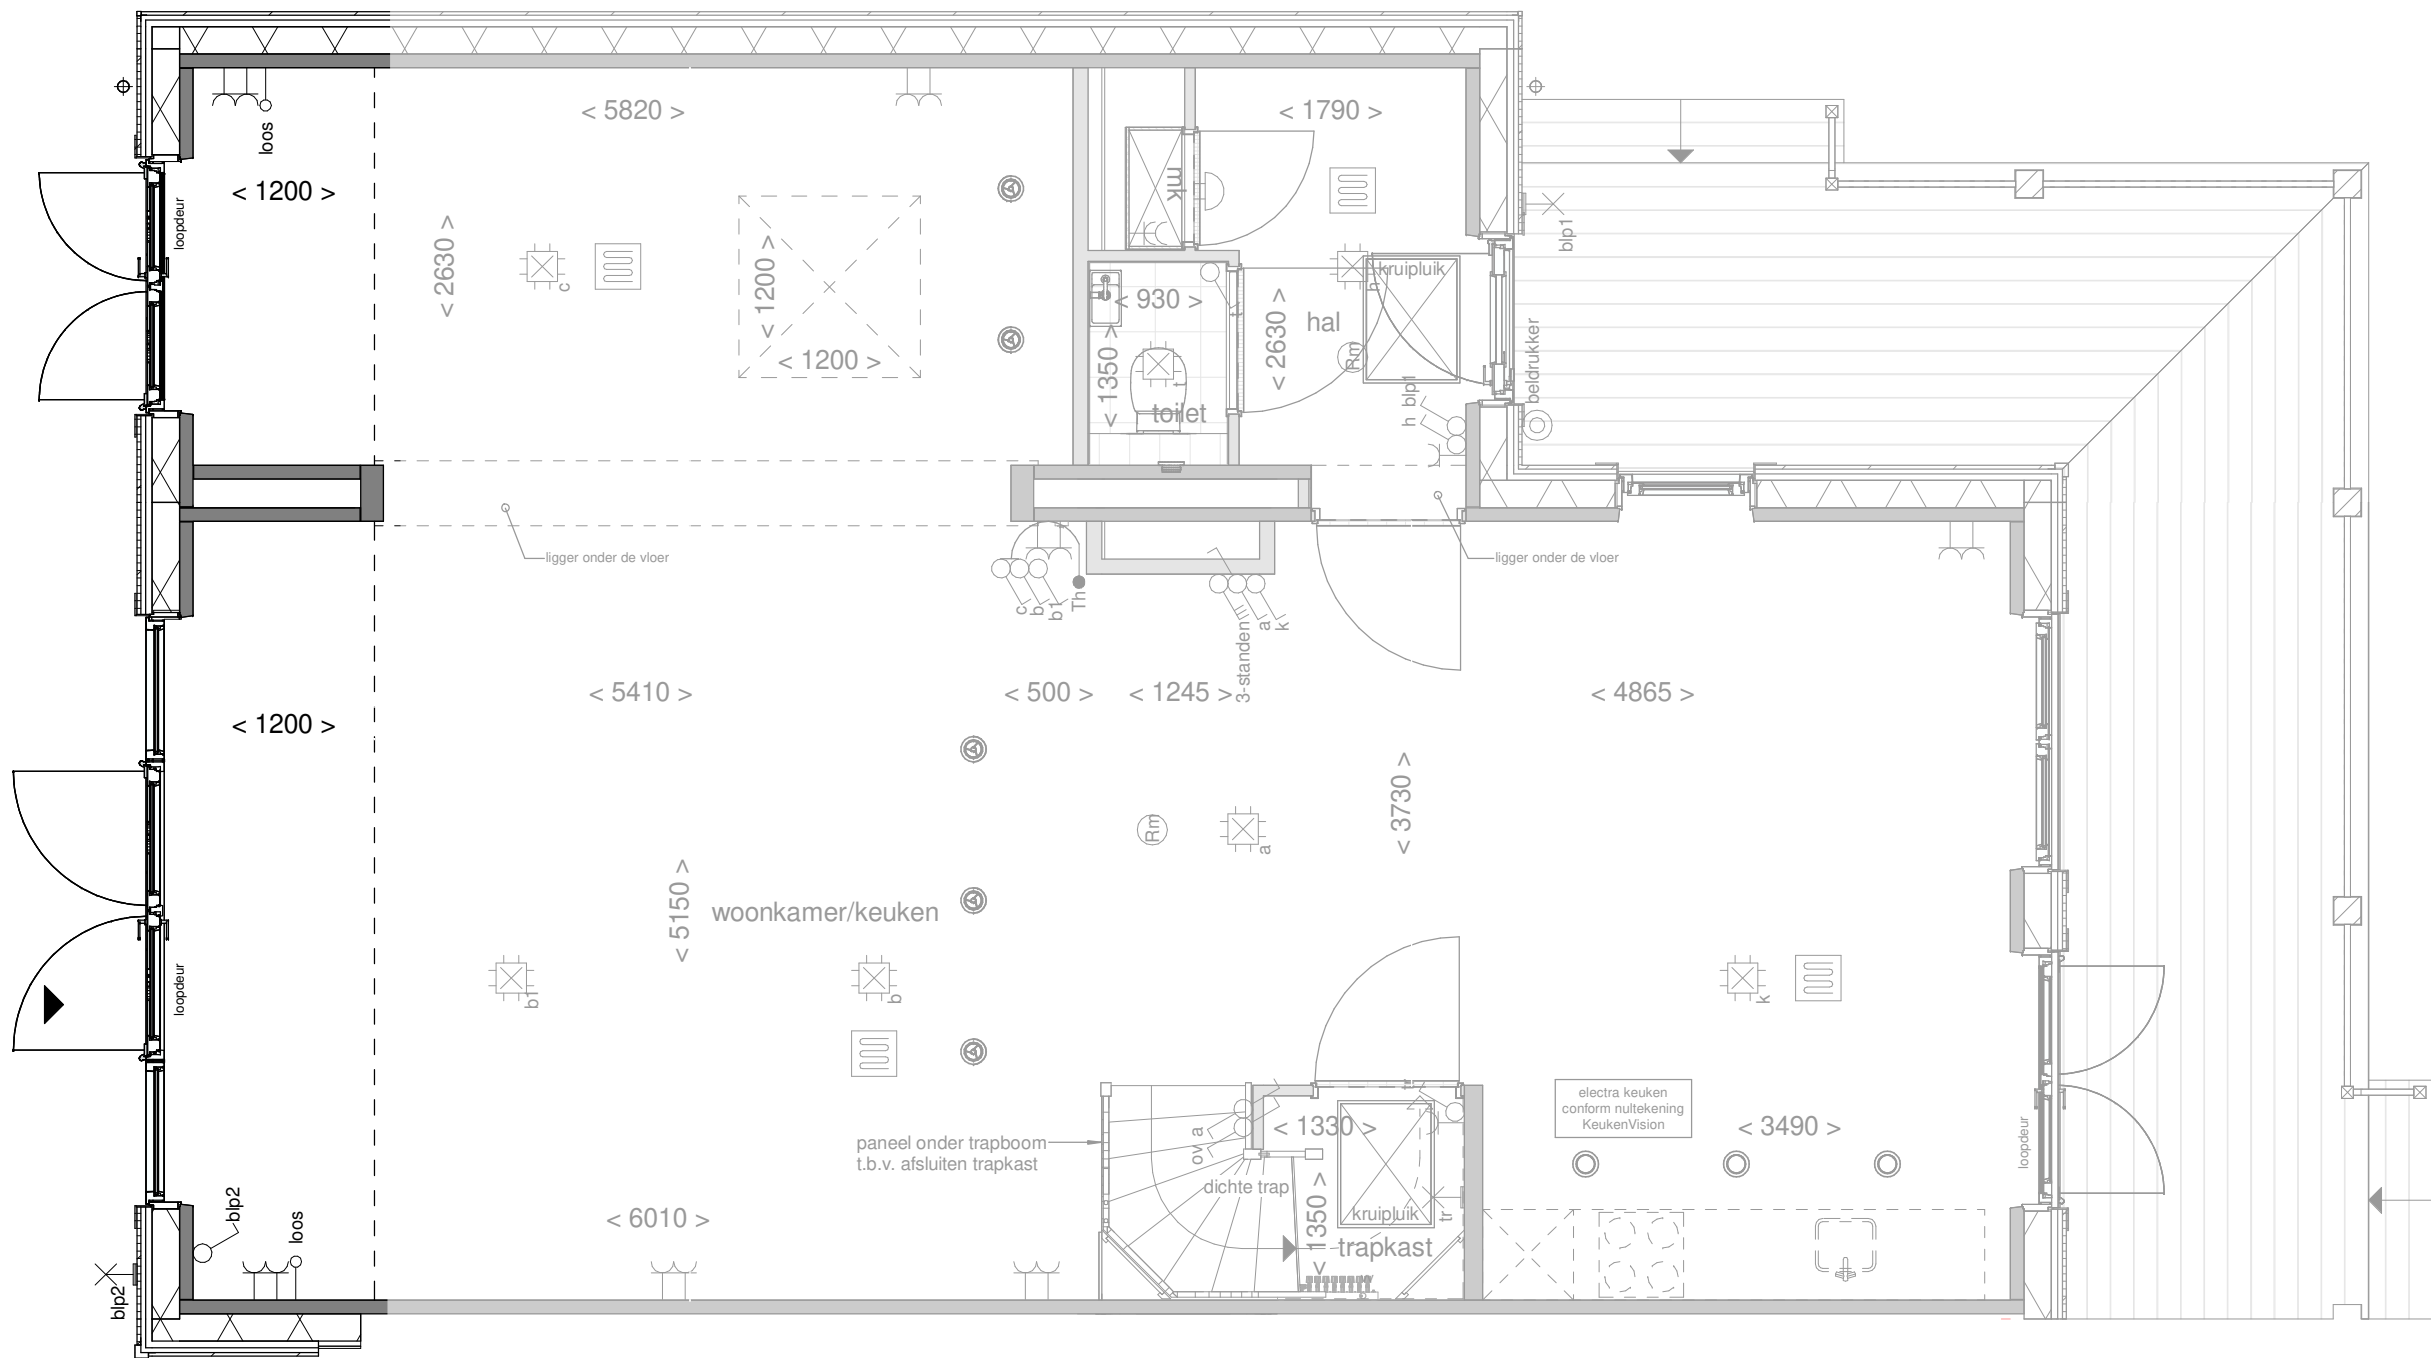 < 5820 >
< 1790 >
loos
< 1200 >
loopdeur
mk
blp1
< 2630 >
c
< 1200 >
< 1200 >
< 930 >
t
< 1350 >
t
toilet
< 2630 >
hal
kruipluik
h
Rm
h
blp1
beldrukker
ligger onder de vloer
ligger onder de vloer
c
b
b1
Th
3-standen
a
k
< 5410 >
< 500 >
< 1245 >
< 4865 >
< 1200 >
< 3730 >
Rm
a
< 5150 >
woonkamer/keuken
loopdeur
b1
b
k
electra keuken
conform nultekening
KeukenVision
< 3490 >
loopdeur
paneel onder trapboom
t.b.v. afsluiten trapkast
ov
a
< 1330 >
tr
dichte trap
< 1350 >
kruipluik
tr
trapkast
< 6010 >
blp2
loos
blp2